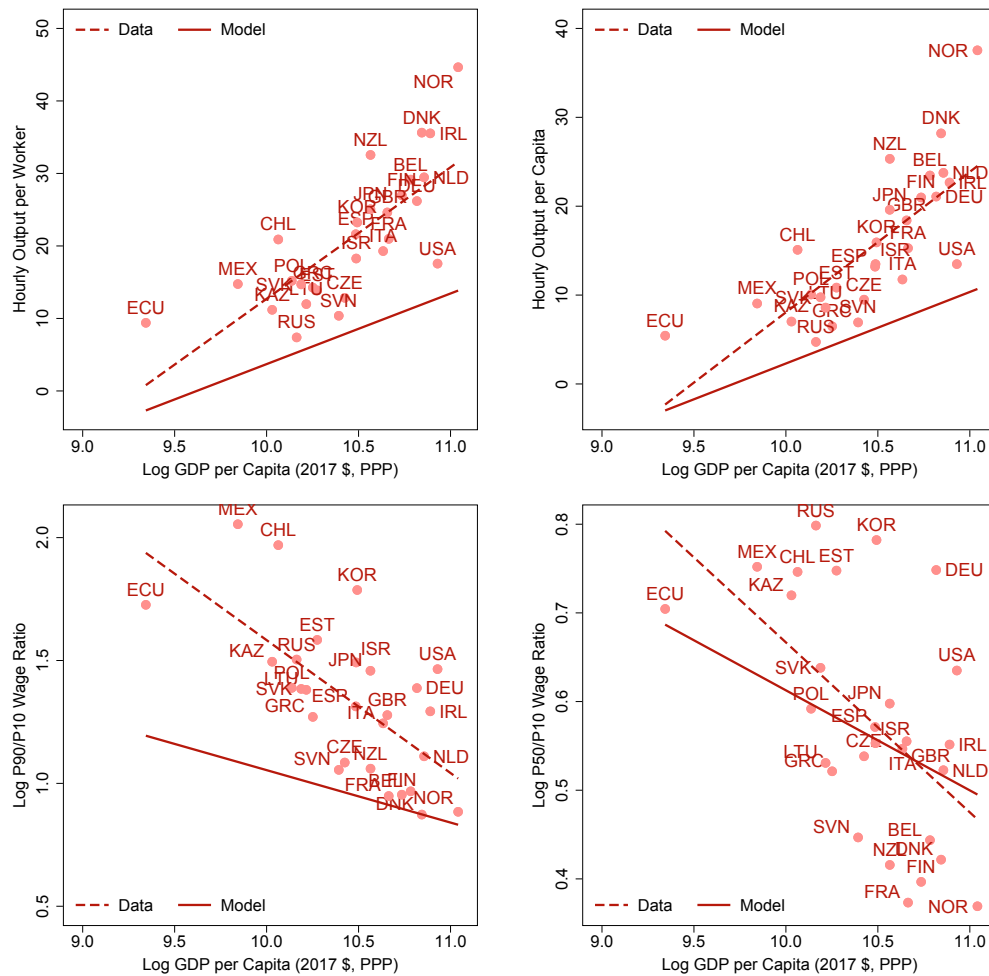 Hourly Output per Worker
50
40
30
20
10
0
Data Model
NOR
DNK
IRL
NZL
BEL
FIN
NLD
DEU
JPN
GBR
KOR
ESP
FRA
ITA
ISR
CHL
USA
MEX
POL
GRC
EST
SVK
LTU
CZE
KAZ
SVN
ECU
RUS
9.0 10.0 10.5 11.0
Log GDP per Capita (2017 $, PPP)
Hourly Output per Capita
40
30
20
10
0
Data Model
NOR
DNK
NZL
BEL
NLD
FIN
IRL
DEU
JPN
GBR
KOR
FRA
CHL
ESP
ISR
USA
ITA
POL
EST
MEX
SVK
LTU
CZE
KAZ
GRC
SVN
ECU
RUS
9.0 10.0 10.5 11.0
Log GDP per Capita (2017 $, PPP)
Log P90/P10 Wage Ratio
2.0
1.5
1.0
0.5
MEX
CHL
ECU
KOR
EST
RUS
KAZ
JPN
ISR
USA
POL
LTU
SVK
ESP
DEU
GRC
ITA
GBR
IRL
CZE
SVN
NZL
NLD
FRA
BEL
FIN
DNK
NOR
Data Model
9.0 10.0 10.5 11.0
Log GDP per Capita (2017 $, PPP)
Log P50/P10 Wage Ratio
0.8
0.7
0.6
0.5
0.4
RUS
KOR
MEX
CHL
EST
DEU
KAZ
ECU
SVK
USA
POL
JPN
ESP
ISR
LTU
CZE
GRC
ITA
GBR
IRL
NLD
SVN
BEL
NZL
DNK
FIN
FRA
NOR
Data Model
9.0 10.0 10.5 11.0
Log GDP per Capita (2017 $, PPP)